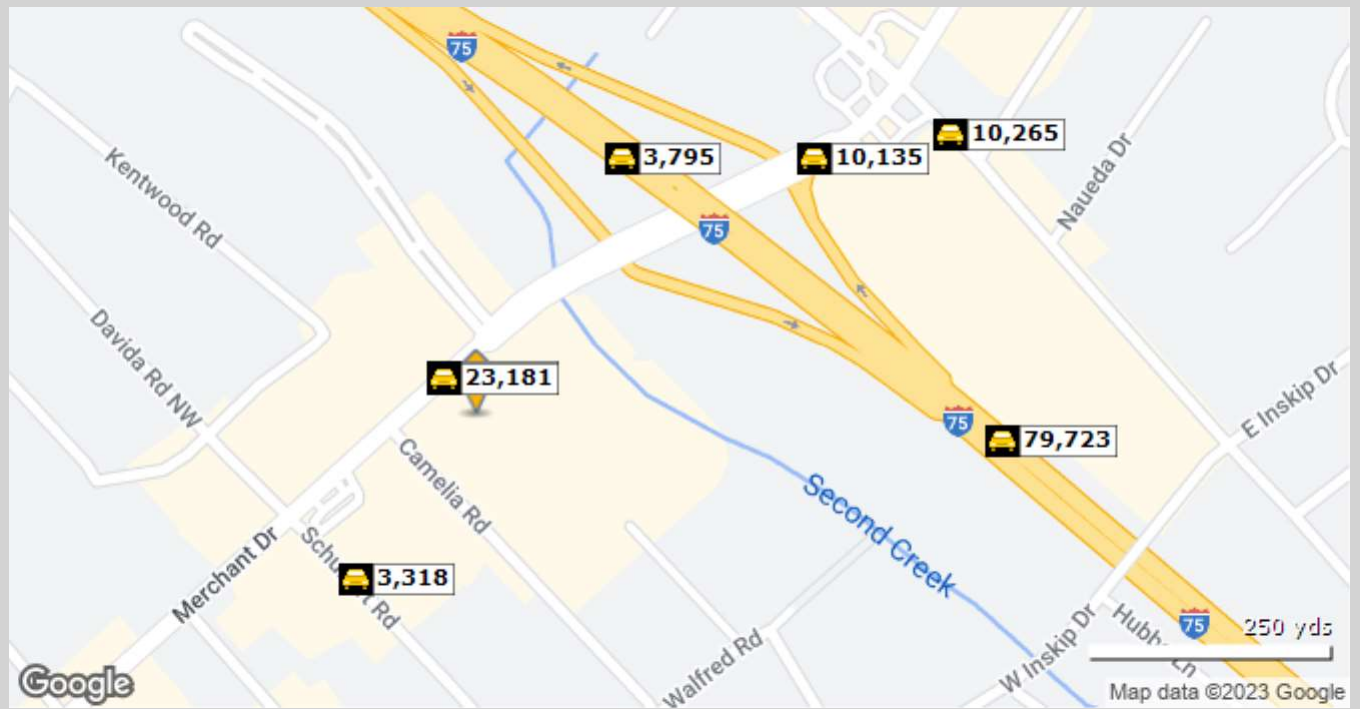 75
10,265
3,795
10,135
Kentwood Rd
Naueda Dr
75
Davida Rd NW
23,181
E Inskip Dr
75
79,723
Camelia Rd
Second Creek
Merchant Dr
3,318
Rd
Walfred Rd
W Inskip Dr
Ln
75
250 yds
Google
Map data ©2023 Google